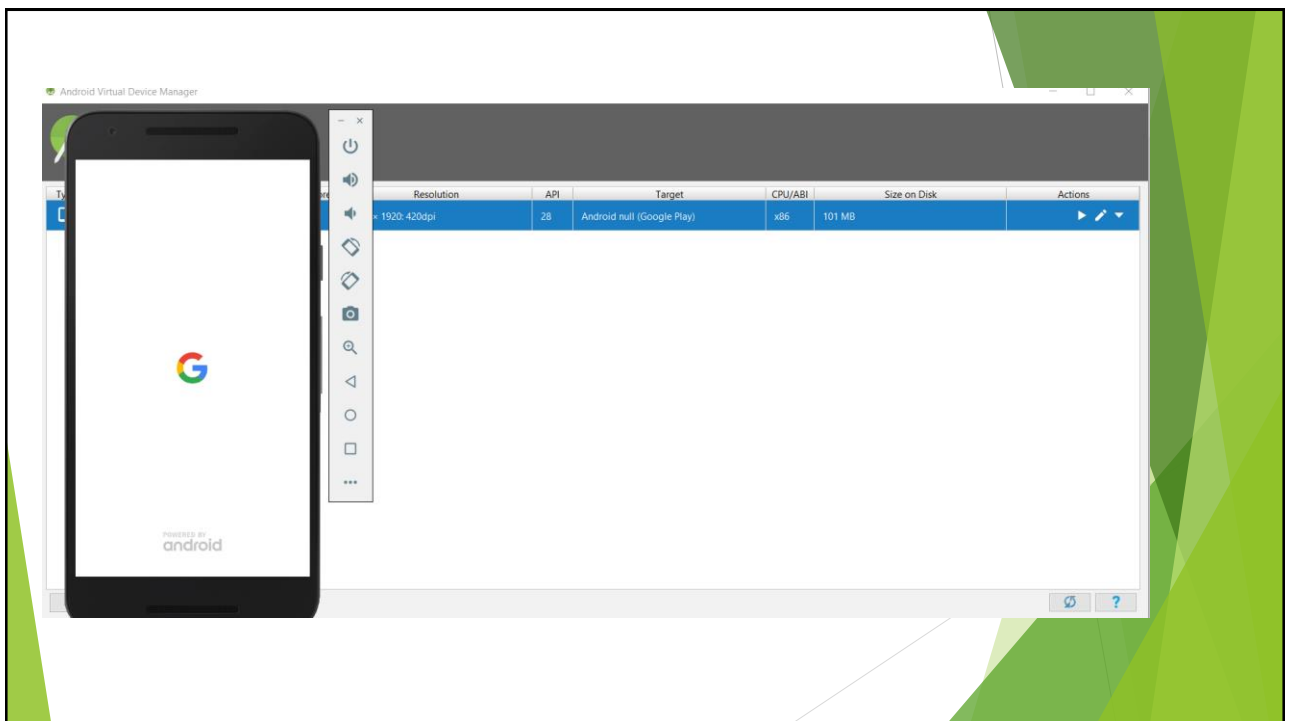 Android Virtual Device Manager
Resolution API Target CPU/ABI Size on Disk Actions
× 1920: 420dpi 28 Android null (Google Play) x86 101 MB
G
POWERED BY
android
?